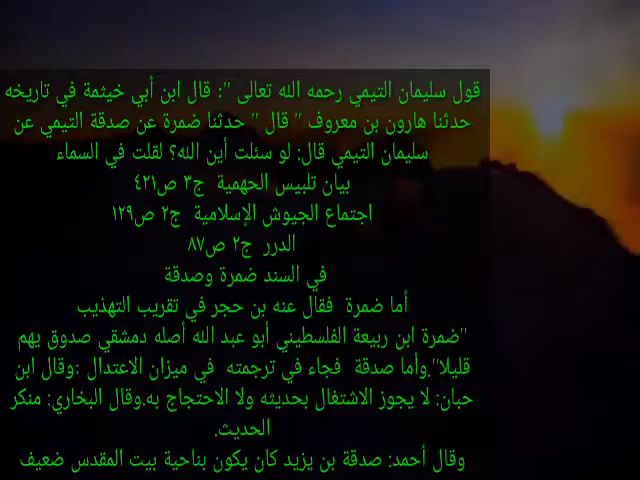 قول سليمان التيمي رحمه الله تعالى ": قال ابن أبي خيثمة في تاريخه
حدثنا هارون بن معروف " قال " حدثنا ضمرة عن صدقة التيمي عن
سليمان التيمي قال: لو سئلت أين الله؟ لقلت في السماء
بيان تلبيس الجهمية ج٣ ص٤٢١
اجتماع الجيوش الإسلامية ج٢ ص١٢٩
الدرر ج٢ ص٨٧
في السند ضمرة وصدقة
أما ضمرة فقال عنه بن حجر في تقريب التهذيب
"ضمرة ابن ربيعة الفلسطيني أبو عبد الله أصله دمشقي صدوق يهم
قليلا".وأما صدقة فجاء في ترجمته في ميزان الاعتدال :وقال ابن
حبان: لا يجوز الاشتغال بحديثه ولا الاحتجاج به.وقال البخاري: منكر
الحديث.
وقال أحمد: صدقة بن يزيد كان يكون بناحية بيت المقدس ضعيف